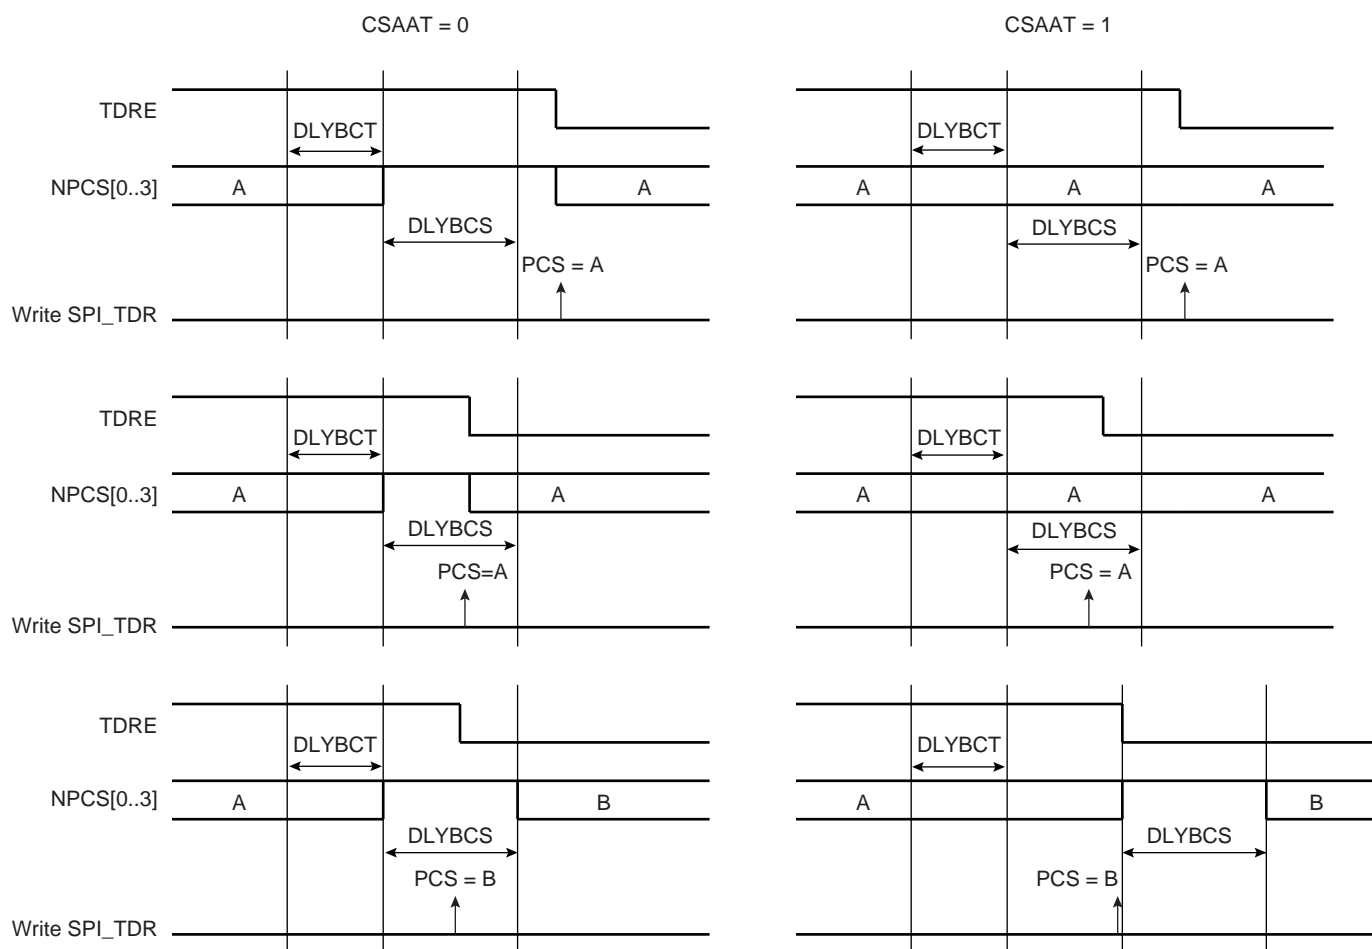 CSAAT = 0 CSAAT = 1
TDRE
DLYBCT DLYBCT
NPCS[0..3] A A A A A
DLYBCS DLYBCS
PCS = A PCS = A
Write SPI_TDR
TDRE
DLYBCT DLYBCT
NPCS[0..3] A A A A A
DLYBCS DLYBCS
PCS=A PCS = A
Write SPI_TDR
TDRE
DLYBCT DLYBCT
NPCS[0..3] A B A B
DLYBCS DLYBCS
PCS = B PCS = B
Write SPI_TDR